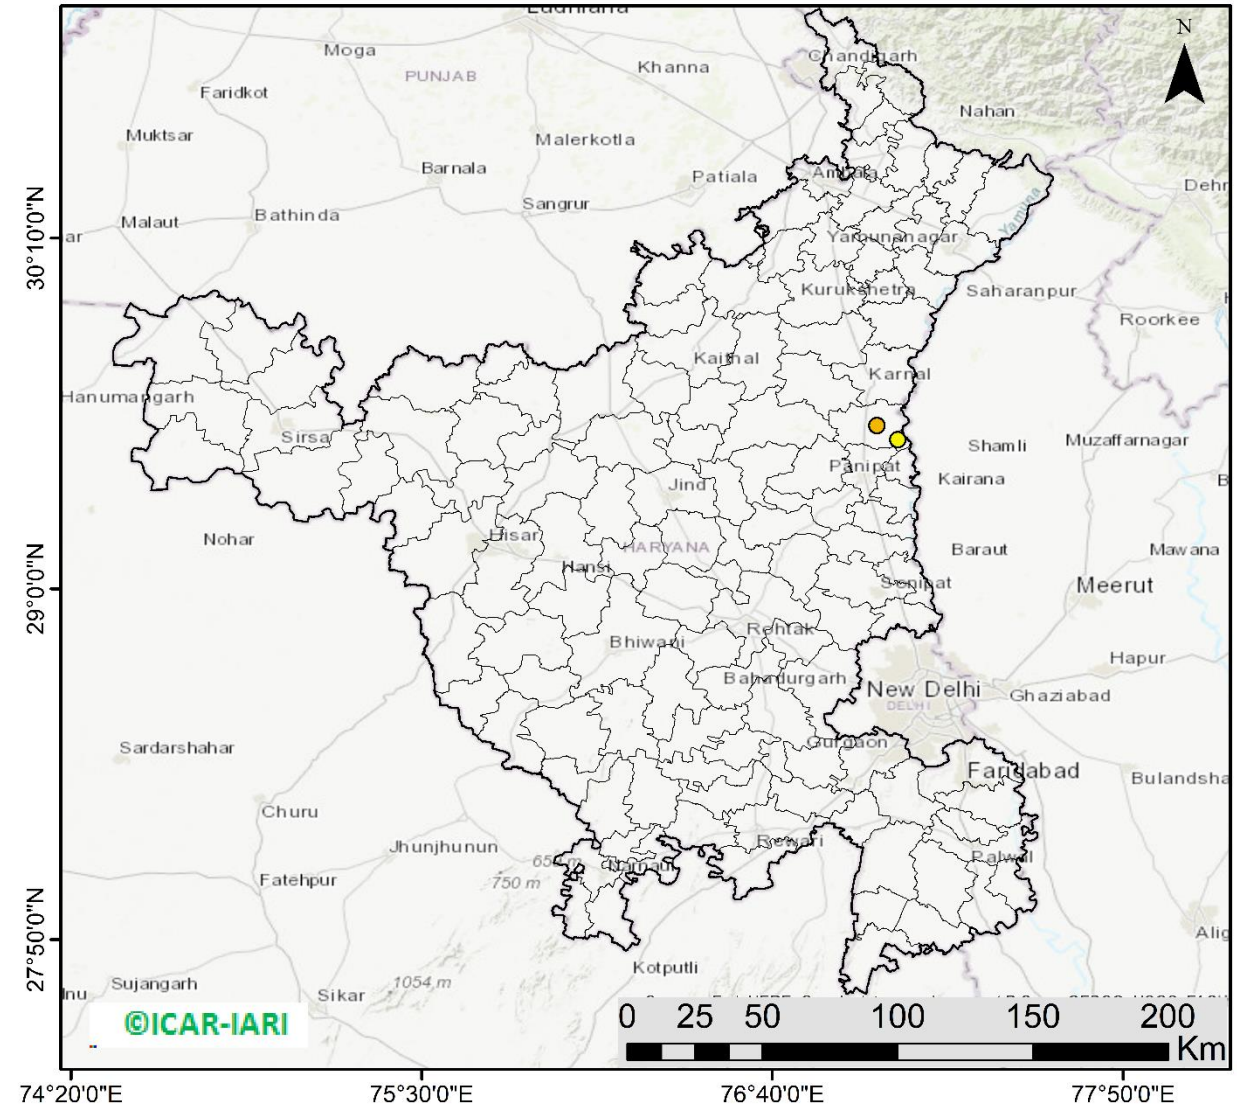 Ludhiana
Moga
Chandigarh
N
Khanna
PUNJAB
Faridkot
Nahan
Muktsar
Malerkotla
Barnala
Patiala
Ambala
Sangrur
Yamuna
Malaut
Bathinda
Yamunanagar
30°10'0"N
Kurukshetra
Saharanpur
Roorkee
Kaithal
Karnal
Hanumangarh
Sirsa
Shamli
Muzaffarnagar
Panipat
Kairana
Jind
Nohar
Hisar
HARYANA
Baraut
Mawana
Hansi
Sonipat
Meerut
29°0'0"N
Rohtak
Bhiwani
Hapur
Bahadurgarh
New Delhi
DELHI
Ghaziabad
Gurgaon
Sardarshahar
Faridabad
Bulandsha
Churu
Jhunjhunun
Rewari
Narnaul
Palwal
Fatehpur
750 m
27°50'0"N
Kotputli
1054 m
Sujangarh
Sikar
©ICAR-IARI
0 25 50 100 150 200
Km
74°20'0"E 75°30'0"E 76°40'0"E 77°50'0"E